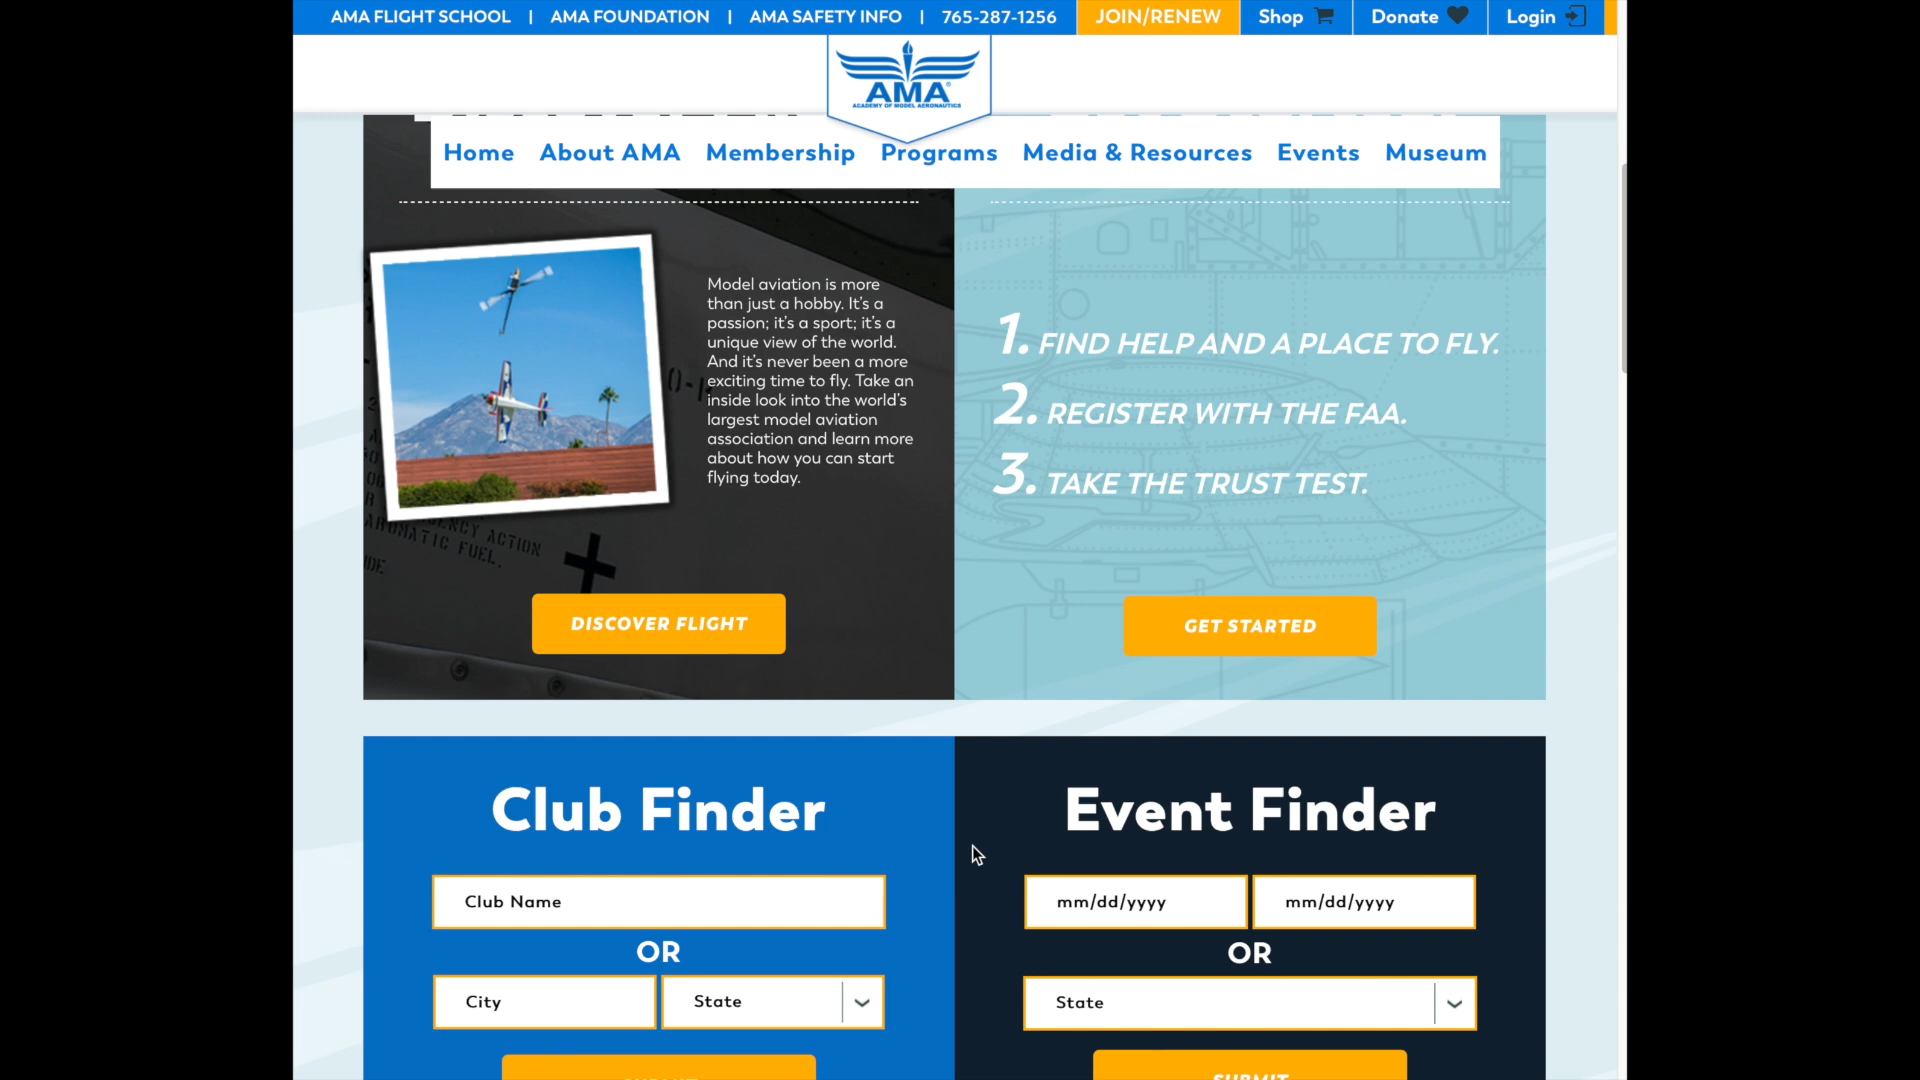 AMA FLIGHT SCHOOL | AMA FOUNDATION | AMA SAFETY INFO | 765-287-1256 JOIN/RENEW Shop Donate Login
AMA
ACADEMY OF MODEL AERONAUTICS
Home About AMA Membership Programs Media & Resources Events Museum
Model aviation is more
than just a hobby. It's a
passion; it's a sport; it's a
unique view of the world.
And it's never been a more
exciting time to fly. Take an
inside look into the world's
largest model aviation
association and learn more
about how you can start
flying today.
ACTION
FUEL.
DISCOVER FLIGHT
1. FIND HELP AND A PLACE TO FLY.
2. REGISTER WITH THE FAA.
3. TAKE THE TRUST TEST.
GET STARTED
Club Finder
Club Name
OR
City State
Event Finder
mm/dd/yyyy mm/dd/yyyy
OR
State
SUBMIT